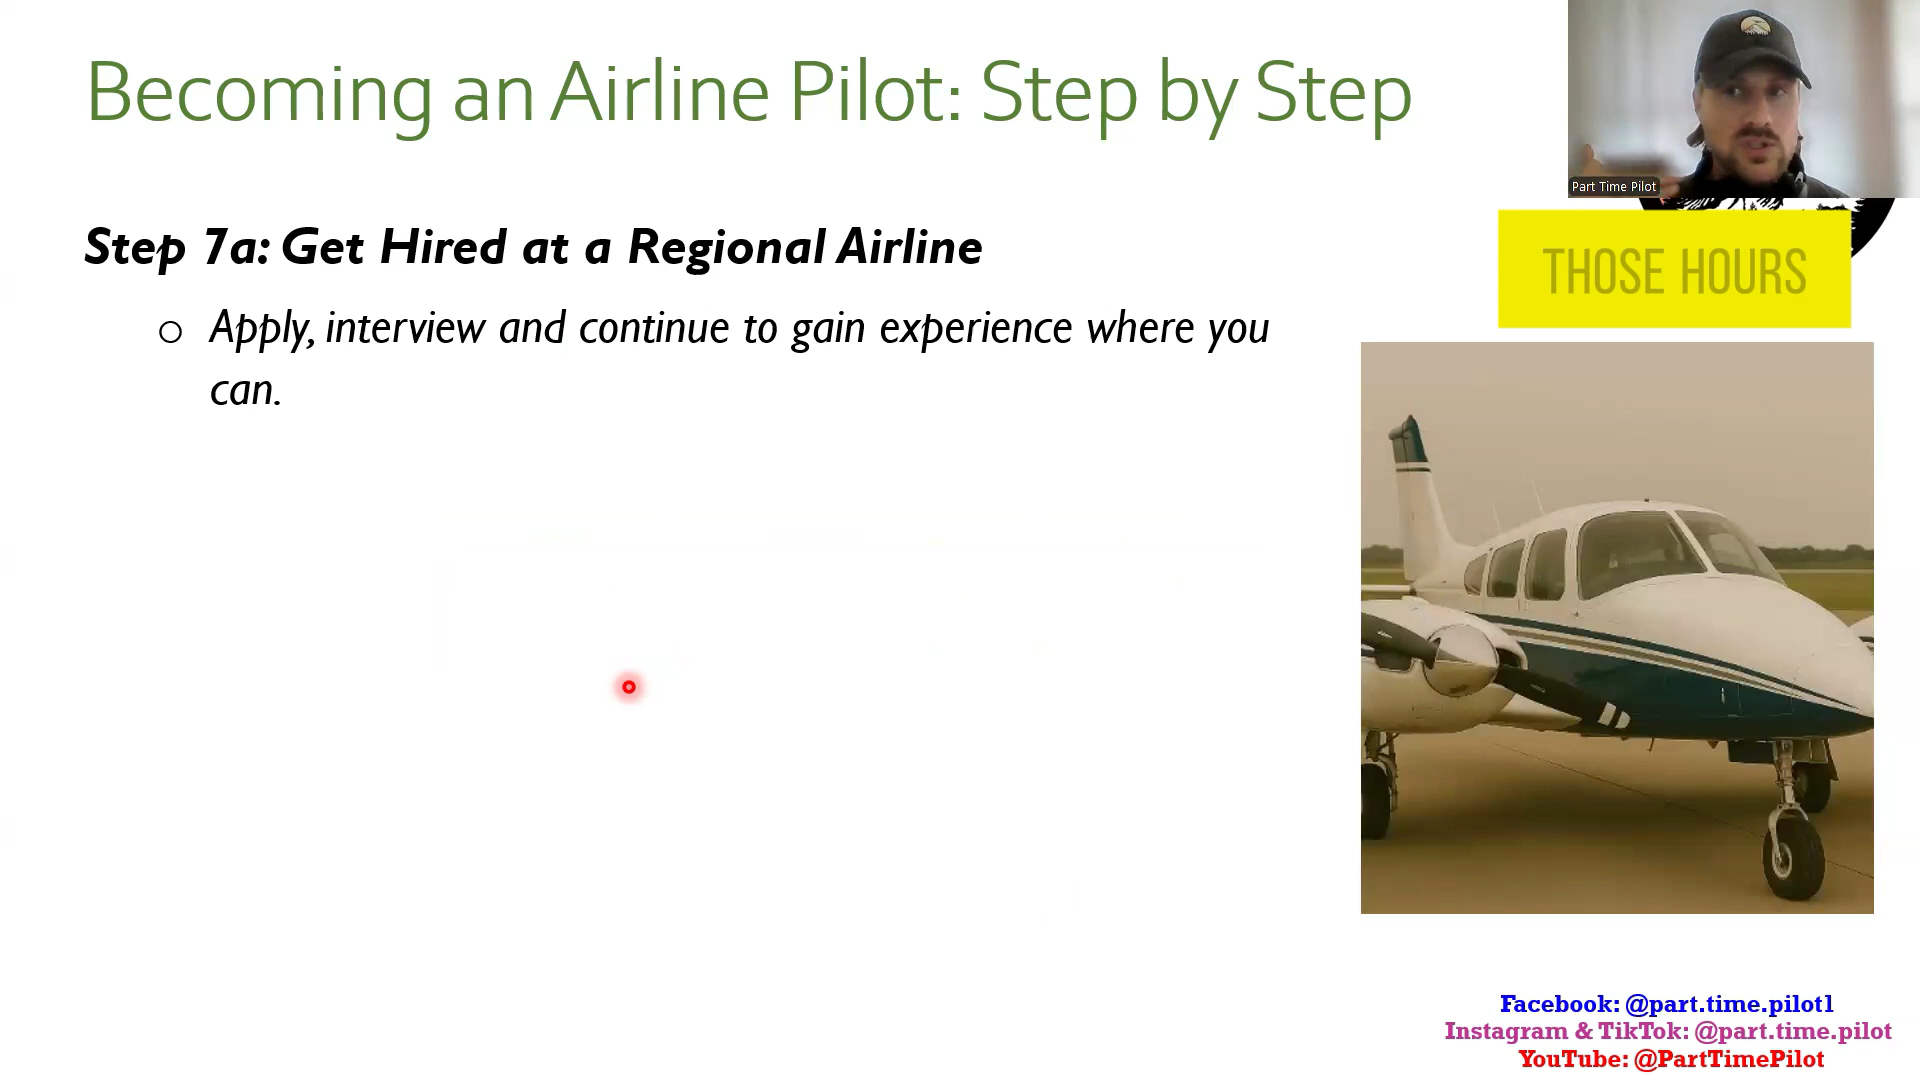 Becoming an Airline Pilot: Step by Step
Part Time Pilot
Step 7a: Get Hired at a Regional Airline
THOSE HOURS
o Apply, interview and continue to gain experience where you
can.
Facebook: @part.time.pilot1
Instagram & TikTok: @part.time.pilot
YouTube: @PartTimePilot